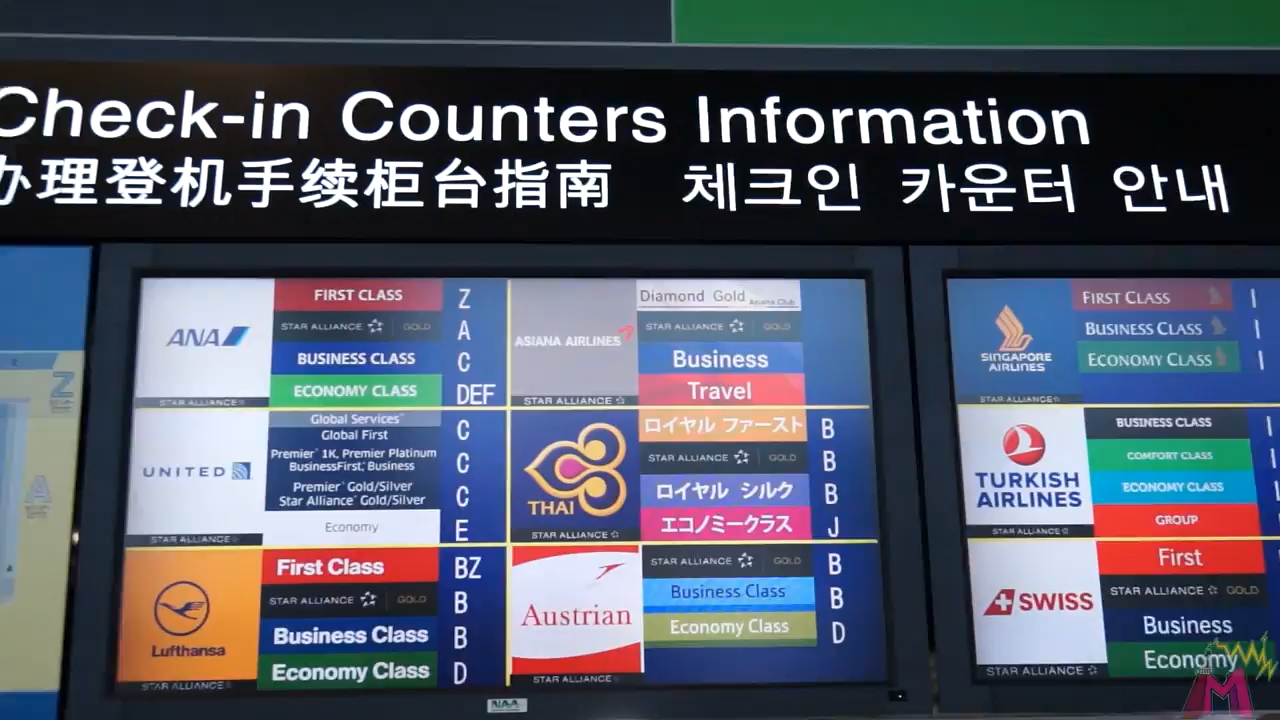 Check-in Counters Information
办理登机手续柜台指南 체크인 카운터 안내
ANA
STAR ALLIANCE
FIRST CLASS Z
STAR ALLIANCE GOLD A
BUSINESS CLASS C
ECONOMY CLASS DEF
UNITED
STAR ALLIANCE
Global Services℠ C
Global First
Premier® 1K, Premier Platinum C
BusinessFirst, Business
Premier® Gold/Silver C
Star Alliance® Gold/Silver
Economy E
Lufthansa
STAR ALLIANCE
First Class BZ
STAR ALLIANCE GOLD B
Business Class B
Economy Class D
ASIANA AIRLINES
STAR ALLIANCE
Diamond Gold Asiana Club
STAR ALLIANCE GOLD
Business
Travel
THAI
STAR ALLIANCE
ロイヤル ファースト B
STAR ALLIANCE GOLD B
ロイヤル シルク B
エコノミークラス J
Austrian
STAR ALLIANCE
STAR ALLIANCE GOLD B
Business Class B
Economy Class D
NAA
SINGAPORE
AIRLINES
STAR ALLIANCE
FIRST CLASS
BUSINESS CLASS
ECONOMY CLASS
TURKISH
AIRLINES
STAR ALLIANCE
BUSINESS CLASS
COMFORT CLASS
ECONOMY CLASS
GROUP
SWISS
STAR ALLIANCE
First
STAR ALLIANCE GOLD
Business
Economy
Z
A
M